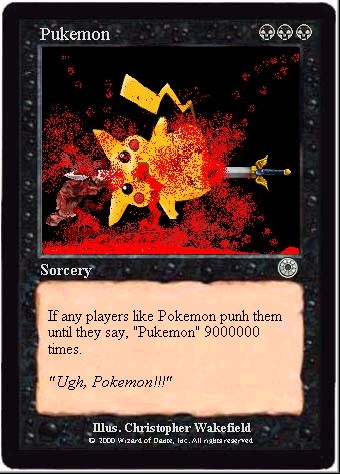 Pukemon
Sorcery
If any players like Pokemon punh them
until they say, "Pukemon" 9000000
times.
"Ugh, Pokemon!!!"
Illus. Christopher Wakefield
© 2000 Wizard of Dante, Inc. All rights reserved